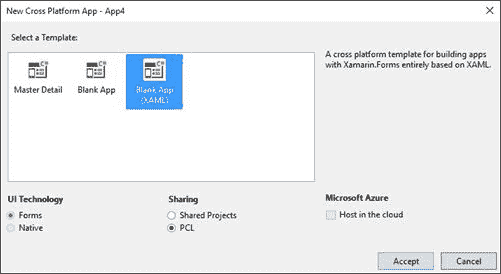 New Cross Platform App - App4
Select a Template:
Master Detail
Blank App
Blank App
(XAML)
A cross platform template for building apps
with Xamarin.Forms entirely based on XAML.
UI Technology
Forms
Native
Sharing
Shared Projects
PCL
Microsoft Azure
Host in the cloud
Accept
Cancel